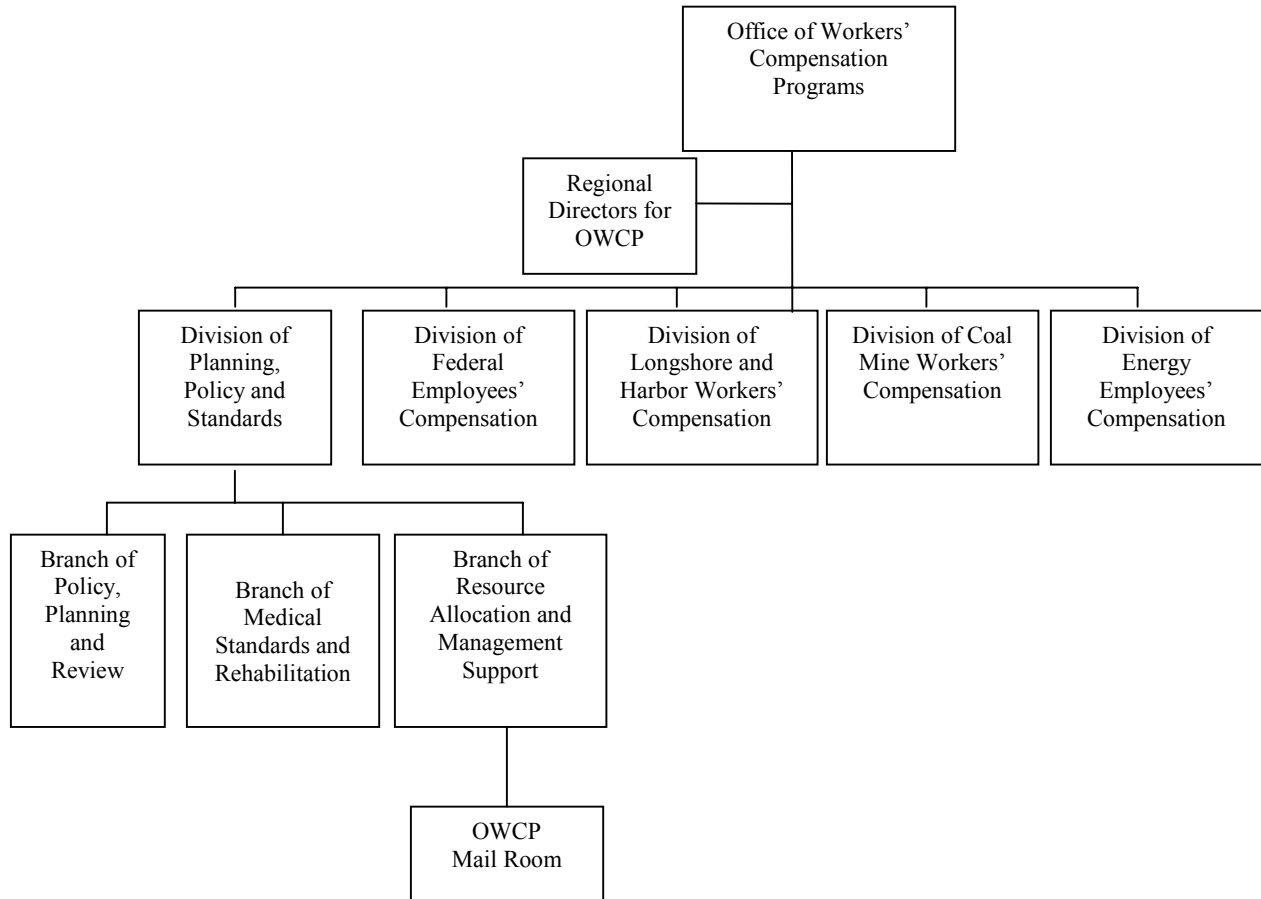 Office of Workers’
Compensation
Programs
Regional
Directors for
OWCP
Division of
Planning,
Policy and
Standards
Division of
Federal
Employees’
Compensation
Division of
Longshore and
Harbor Workers’
Compensation
Division of Coal
Mine Workers’
Compensation
Division of
Energy
Employees’
Compensation
Branch of
Policy,
Planning
and
Review
Branch of
Medical
Standards and
Rehabilitation
Branch of
Resource
Allocation and
Management
Support
OWCP
Mail Room